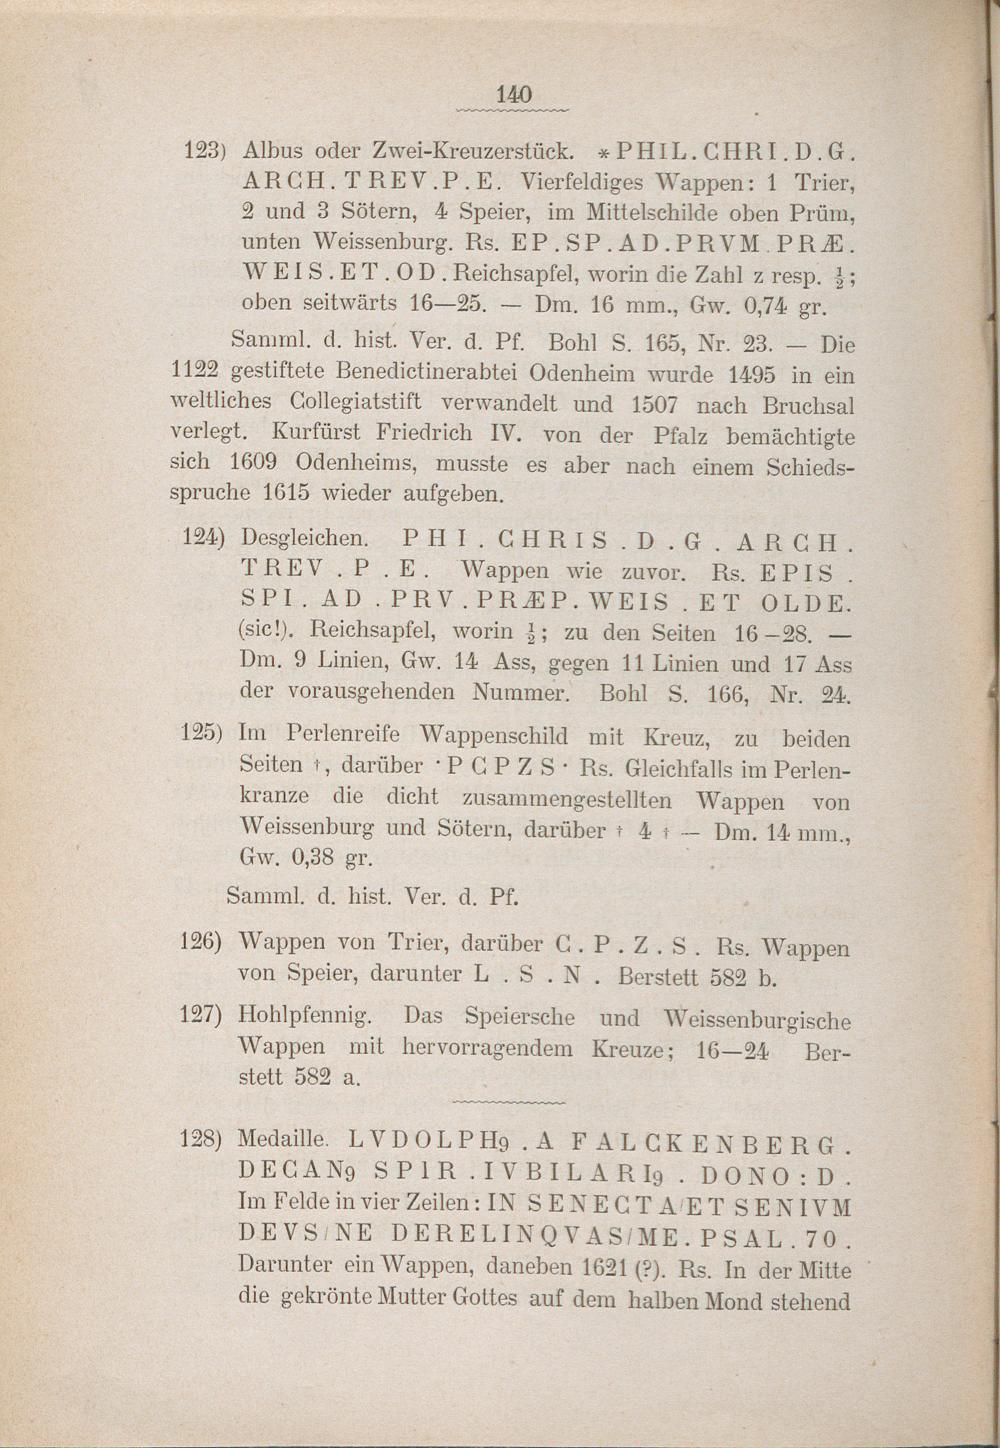 140
123) Albus oder Zwei-Kreuzerstück. *PHIL.CHRI.D.G.
ARCH.TREV.P.E. Vierfeldiges Wappen: 1 Trier,
2 und 3 Sötern, 4 Speier, im Mittelschilde oben Prüm,
unten Weissenburg. Rs. EP.SP.AD.PRVM.PRÆ.
WEIS.ET.OD. Reichsapfel, worin die Zahl z resp. ½;
oben seitwärts 16—25. — Dm. 16 mm., Gw. 0,74 gr.
Samml. d. hist. Ver. d. Pf. Bohl S. 165, Nr. 23. — Die
1122 gestiftete Benedictinerabtei Odenheim wurde 1495 in ein
weltliches Collegiatstift verwandelt und 1507 nach Bruchsal
verlegt. Kurfürst Friedrich IV. von der Pfalz bemächtigte
sich 1609 Odenheims, musste es aber nach einem Schieds-
spruche 1615 wieder aufgeben.
124) Desgleichen. PHI. CHRIS.D.G. ARCH.
TREV.P.E. Wappen wie zuvor. Rs. EPIS.
SPI. AD.PRV.PRÆP.WEIS.ET OLDE.
(sic!). Reichsapfel, worin ½; zu den Seiten 16—28. —
Dm. 9 Linien, Gw. 14 Ass, gegen 11 Linien und 17 Ass
der vorausgehenden Nummer. Bohl S. 166, Nr. 24.
125) Im Perlenreife Wappenschild mit Kreuz, zu beiden
Seiten †, darüber ·P C P Z S· Rs. Gleichfalls im Perlen-
kranze die dicht zusammengestellten Wappen von
Weissenburg und Sötern, darüber † 4 † — Dm. 14 mm.,
Gw. 0,38 gr.
Samml. d. hist. Ver. d. Pf.
126) Wappen von Trier, darüber C.P.Z.S. Rs. Wappen
von Speier, darunter L.S.N. Berstett 582 b.
127) Hohlpfennig. Das Speiersche und Weissenburgische
Wappen mit hervorragendem Kreuze; 16—24 Ber-
stett 582 a.
128) Medaille. LVDOLPH9.A FALCKENBERG.
DECAN9 SPIR.IVBILARI9. DONO:D.
Im Felde in vier Zeilen: IN SENECTA/ET SENIVM
DEVS/NE DERELINQVAS/ME.PSAL.70.
Darunter ein Wappen, daneben 1621 (?). Rs. In der Mitte
die gekrönte Mutter Gottes auf dem halben Mond stehend